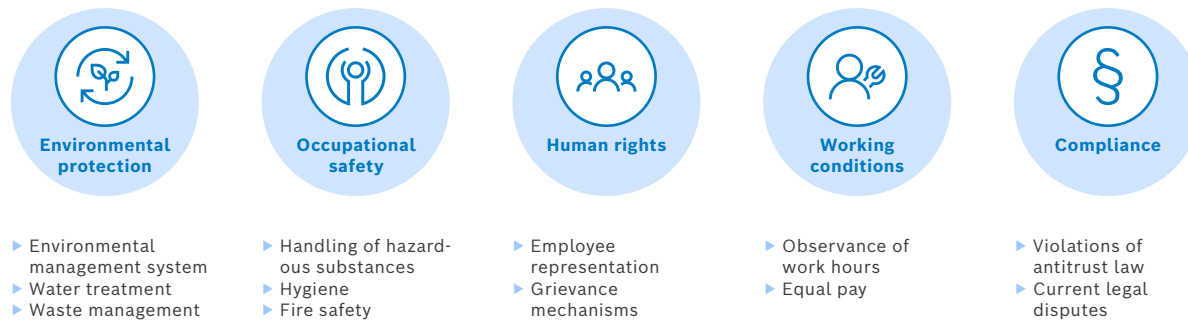 Environmental
protection
Occupational
safety
Human rights
Working
conditions
Compliance
Environmental
management system
Water treatment
Waste management
Handling of hazard-
ous substances
Hygiene
Fire safety
Employee
representation
Grievance
mechanisms
Observance of
work hours
Equal pay
Violations of
antitrust law
Current legal
disputes